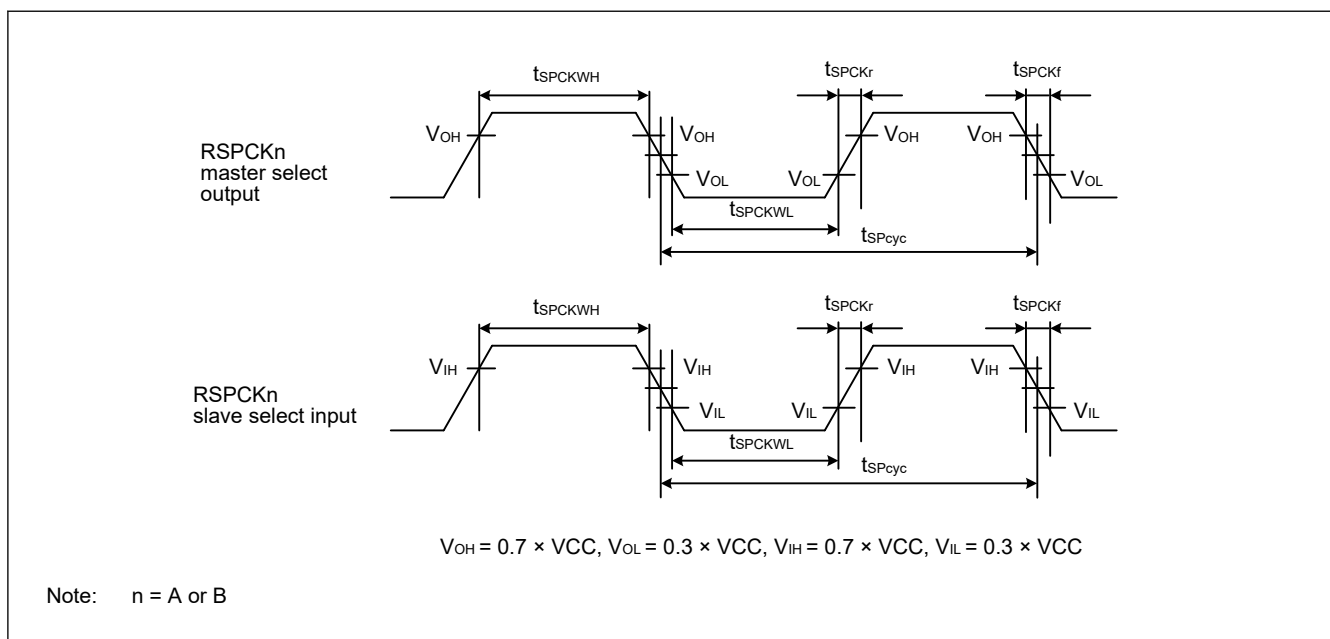 tSPCKWH
tSPCKr
tSPCKf
VOH
VOH
VOH
VOH
RSPCKn
master select
output
VOL
VOL
VOL
tSPCKWL
tSPcyc
tSPCKWH
tSPCKr
tSPCKf
VIH
VIH
VIH
VIH
RSPCKn
slave select input
VIL
VIL
VIL
tSPCKWL
tSPcyc
VOH = 0.7 × VCC, VOL = 0.3 × VCC, VIH = 0.7 × VCC, VIL = 0.3 × VCC
Note: n = A or B